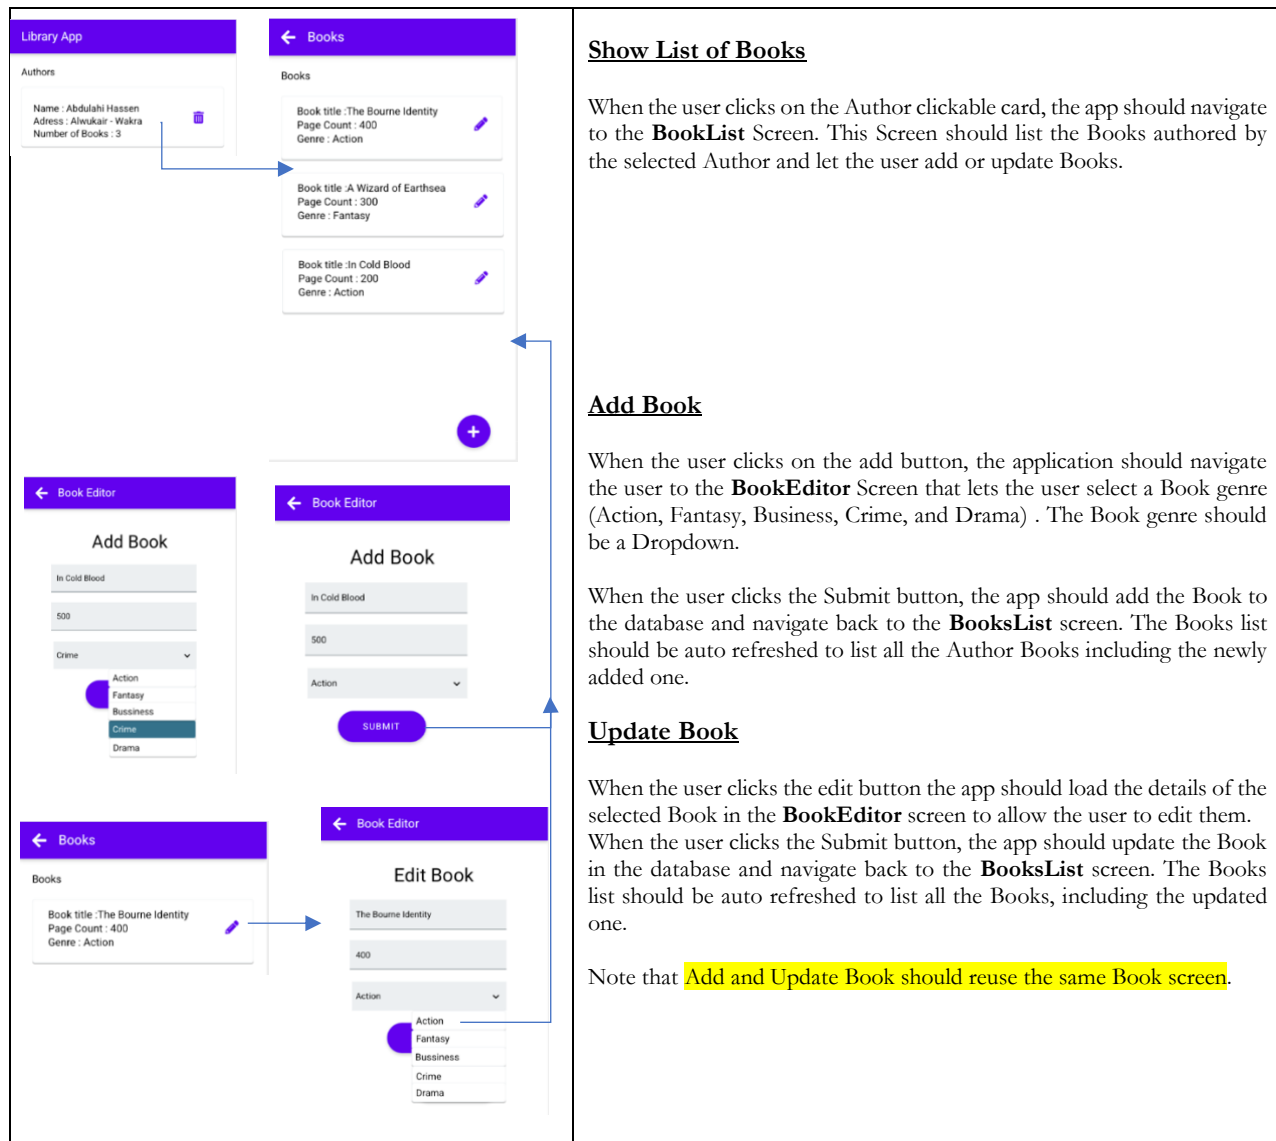 Library App
Authors
Name : Abdulahi Hassen
Adress : Alwukair - Wakra
Number of Books : 3
Books
Books
Book title :The Bourne Identity
Page Count : 400
Genre : Action
Book title :A Wizard of Earthsea
Page Count : 300
Genre : Fantasy
Book title :In Cold Blood
Page Count : 200
Genre : Action
Book Editor
Add Book
In Cold Blood
500
Crime
Action
Fantasy
Bussiness
Crime
Drama
Book Editor
Add Book
In Cold Blood
500
Action
SUBMIT
Books
Books
Book title :The Bourne Identity
Page Count : 400
Genre : Action
Book Editor
Edit Book
The Bourne Identity
400
Action
Action
Fantasy
Bussiness
Crime
Drama
Show List of Books
When the user clicks on the Author clickable card, the app should navigate
to the BookList Screen. This Screen should list the Books authored by
the selected Author and let the user add or update Books.
Add Book
When the user clicks on the add button, the application should navigate
the user to the BookEditor Screen that lets the user select a Book genre
(Action, Fantasy, Business, Crime, and Drama) . The Book genre should
be a Dropdown.
When the user clicks the Submit button, the app should add the Book to
the database and navigate back to the BooksList screen. The Books list
should be auto refreshed to list all the Author Books including the newly
added one.
Update Book
When the user clicks the edit button the app should load the details of the
selected Book in the BookEditor screen to allow the user to edit them.
When the user clicks the Submit button, the app should update the Book
in the database and navigate back to the BooksList screen. The Books
list should be auto refreshed to list all the Books, including the updated
one.
Note that Add and Update Book should reuse the same Book screen.